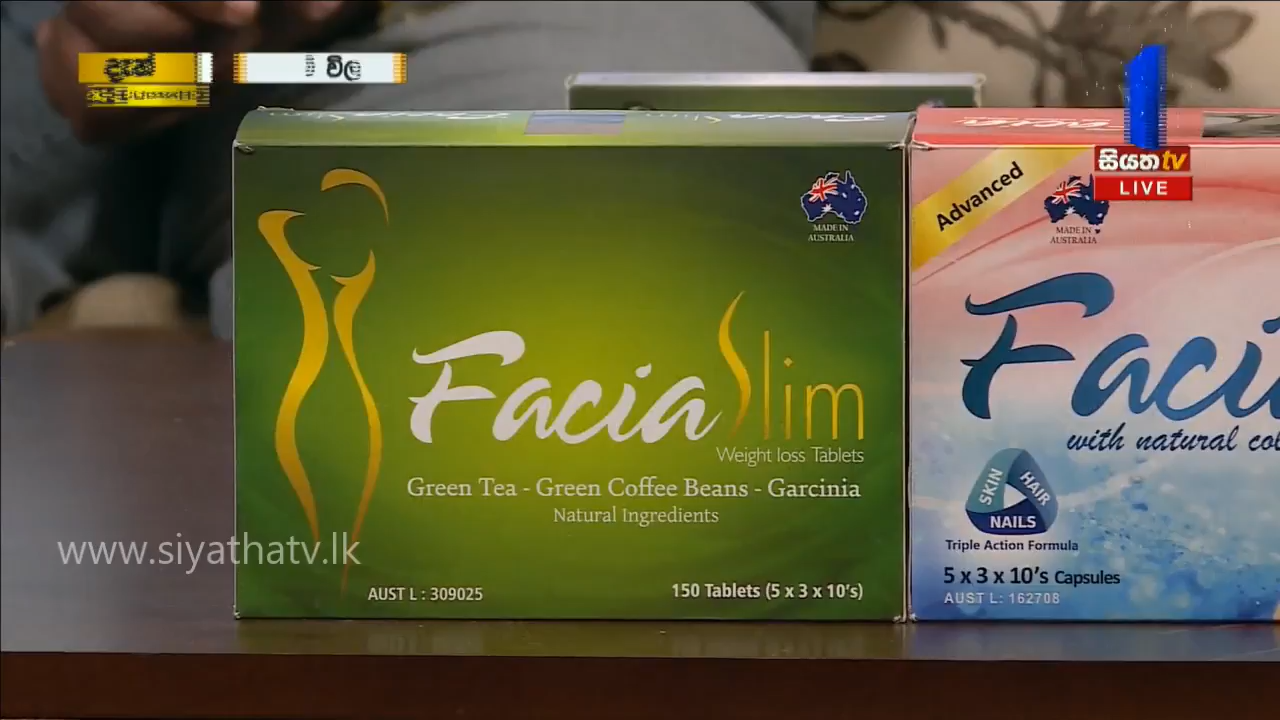 විල
සියත tv
LIVE
MADE IN
AUSTRALIA
Facia Slim
Weight loss Tablets
Green Tea - Green Coffee Beans - Garcinia
Natural Ingredients
AUST L : 309025
150 Tablets (5 x 3 x 10's)
Advanced
MADE IN
AUSTRALIA
Faci
with natural col
SKIN
HAIR
NAILS
Triple Action Formula
5 x 3 x 10's Capsules
AUST L: 162708
www.siyathatv.lk